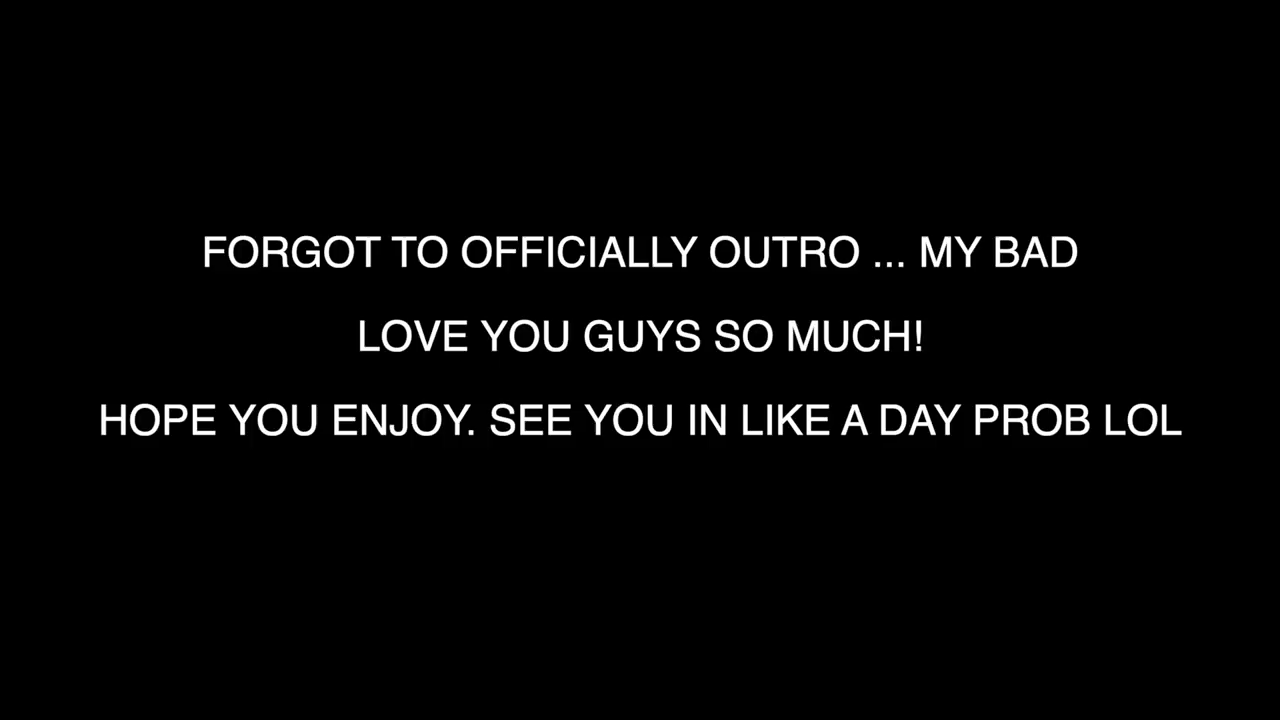 FORGOT TO OFFICIALLY OUTRO ... MY BAD
LOVE YOU GUYS SO MUCH!
HOPE YOU ENJOY. SEE YOU IN LIKE A DAY PROB LOL